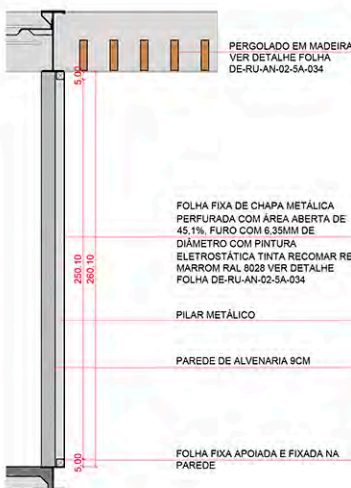 PERGOLADO EM MADEIRA
VER DETALHE FOLHA
DE-RU-AN-02-5A-034
5,00
FOLHA FIXA DE CHAPA METÁLICA
PERFURADA COM ÁREA ABERTA DE
45,1%, FURO COM 6,35MM DE
DIÂMETRO COM PINTURA
ELETROSTÁTICA TINTA RECOMAR RE
MARROM RAL 8028 VER DETALHE
FOLHA DE-RU-AN-02-5A-034
250,10
260,10
PILAR METÁLICO
PAREDE DE ALVENARIA 9CM
5,00
FOLHA FIXA APOIADA E FIXADA NA
PAREDE